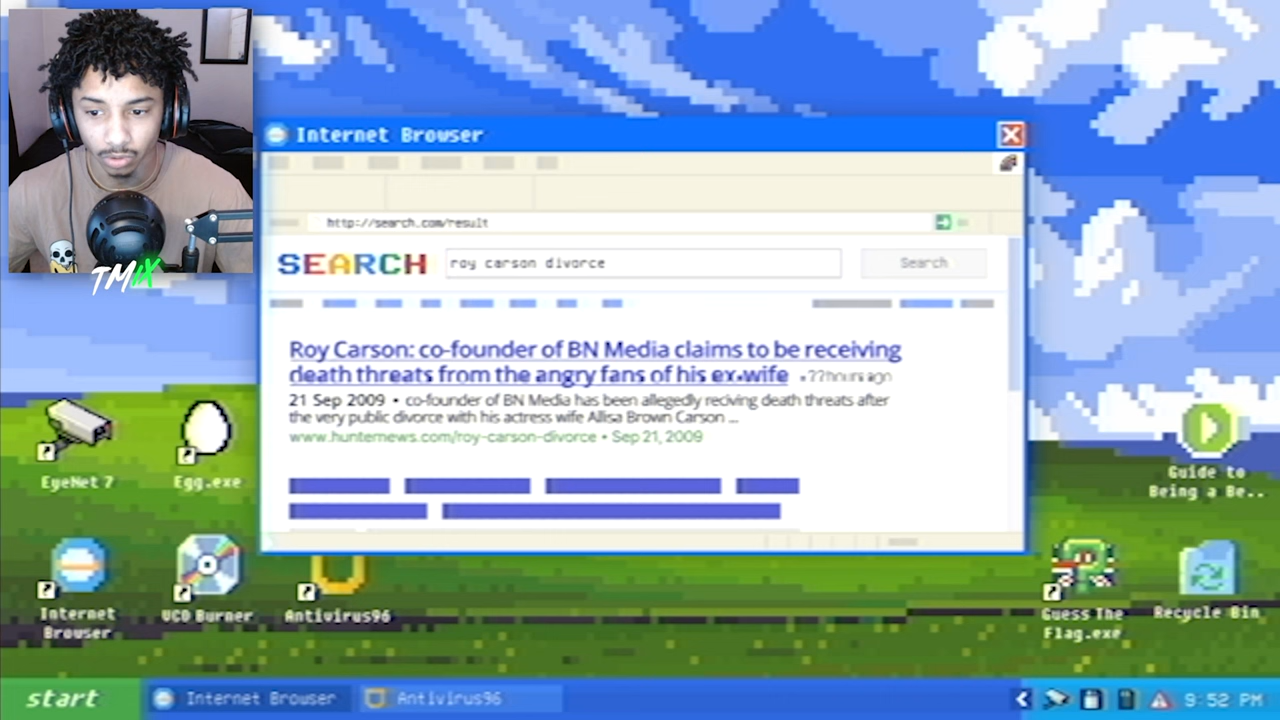 TMIX
Internet Browser
http://search.com/result
SEARCH
roy carson divorce
Search
Roy Carson: co-founder of BN Media claims to be receiving
death threats from the angry fans of his ex-wife
hours ago
21 Sep 2009 • co-founder of BN Media has been allegedly reciving death threats after
the very public divorce with his actress wife Allisa Brown Carson ...
www.hunternews.com/roy-carson-divorce • Sep 21, 2009
EyeNet 7
Egg.exe
Guide to
Being a Be..
Internet
Browser
VCD Burner
Antivirus96
Guess The
Flag.exe
Recycle Bin
start
Internet Browser
Antivirus96
9:52 PM